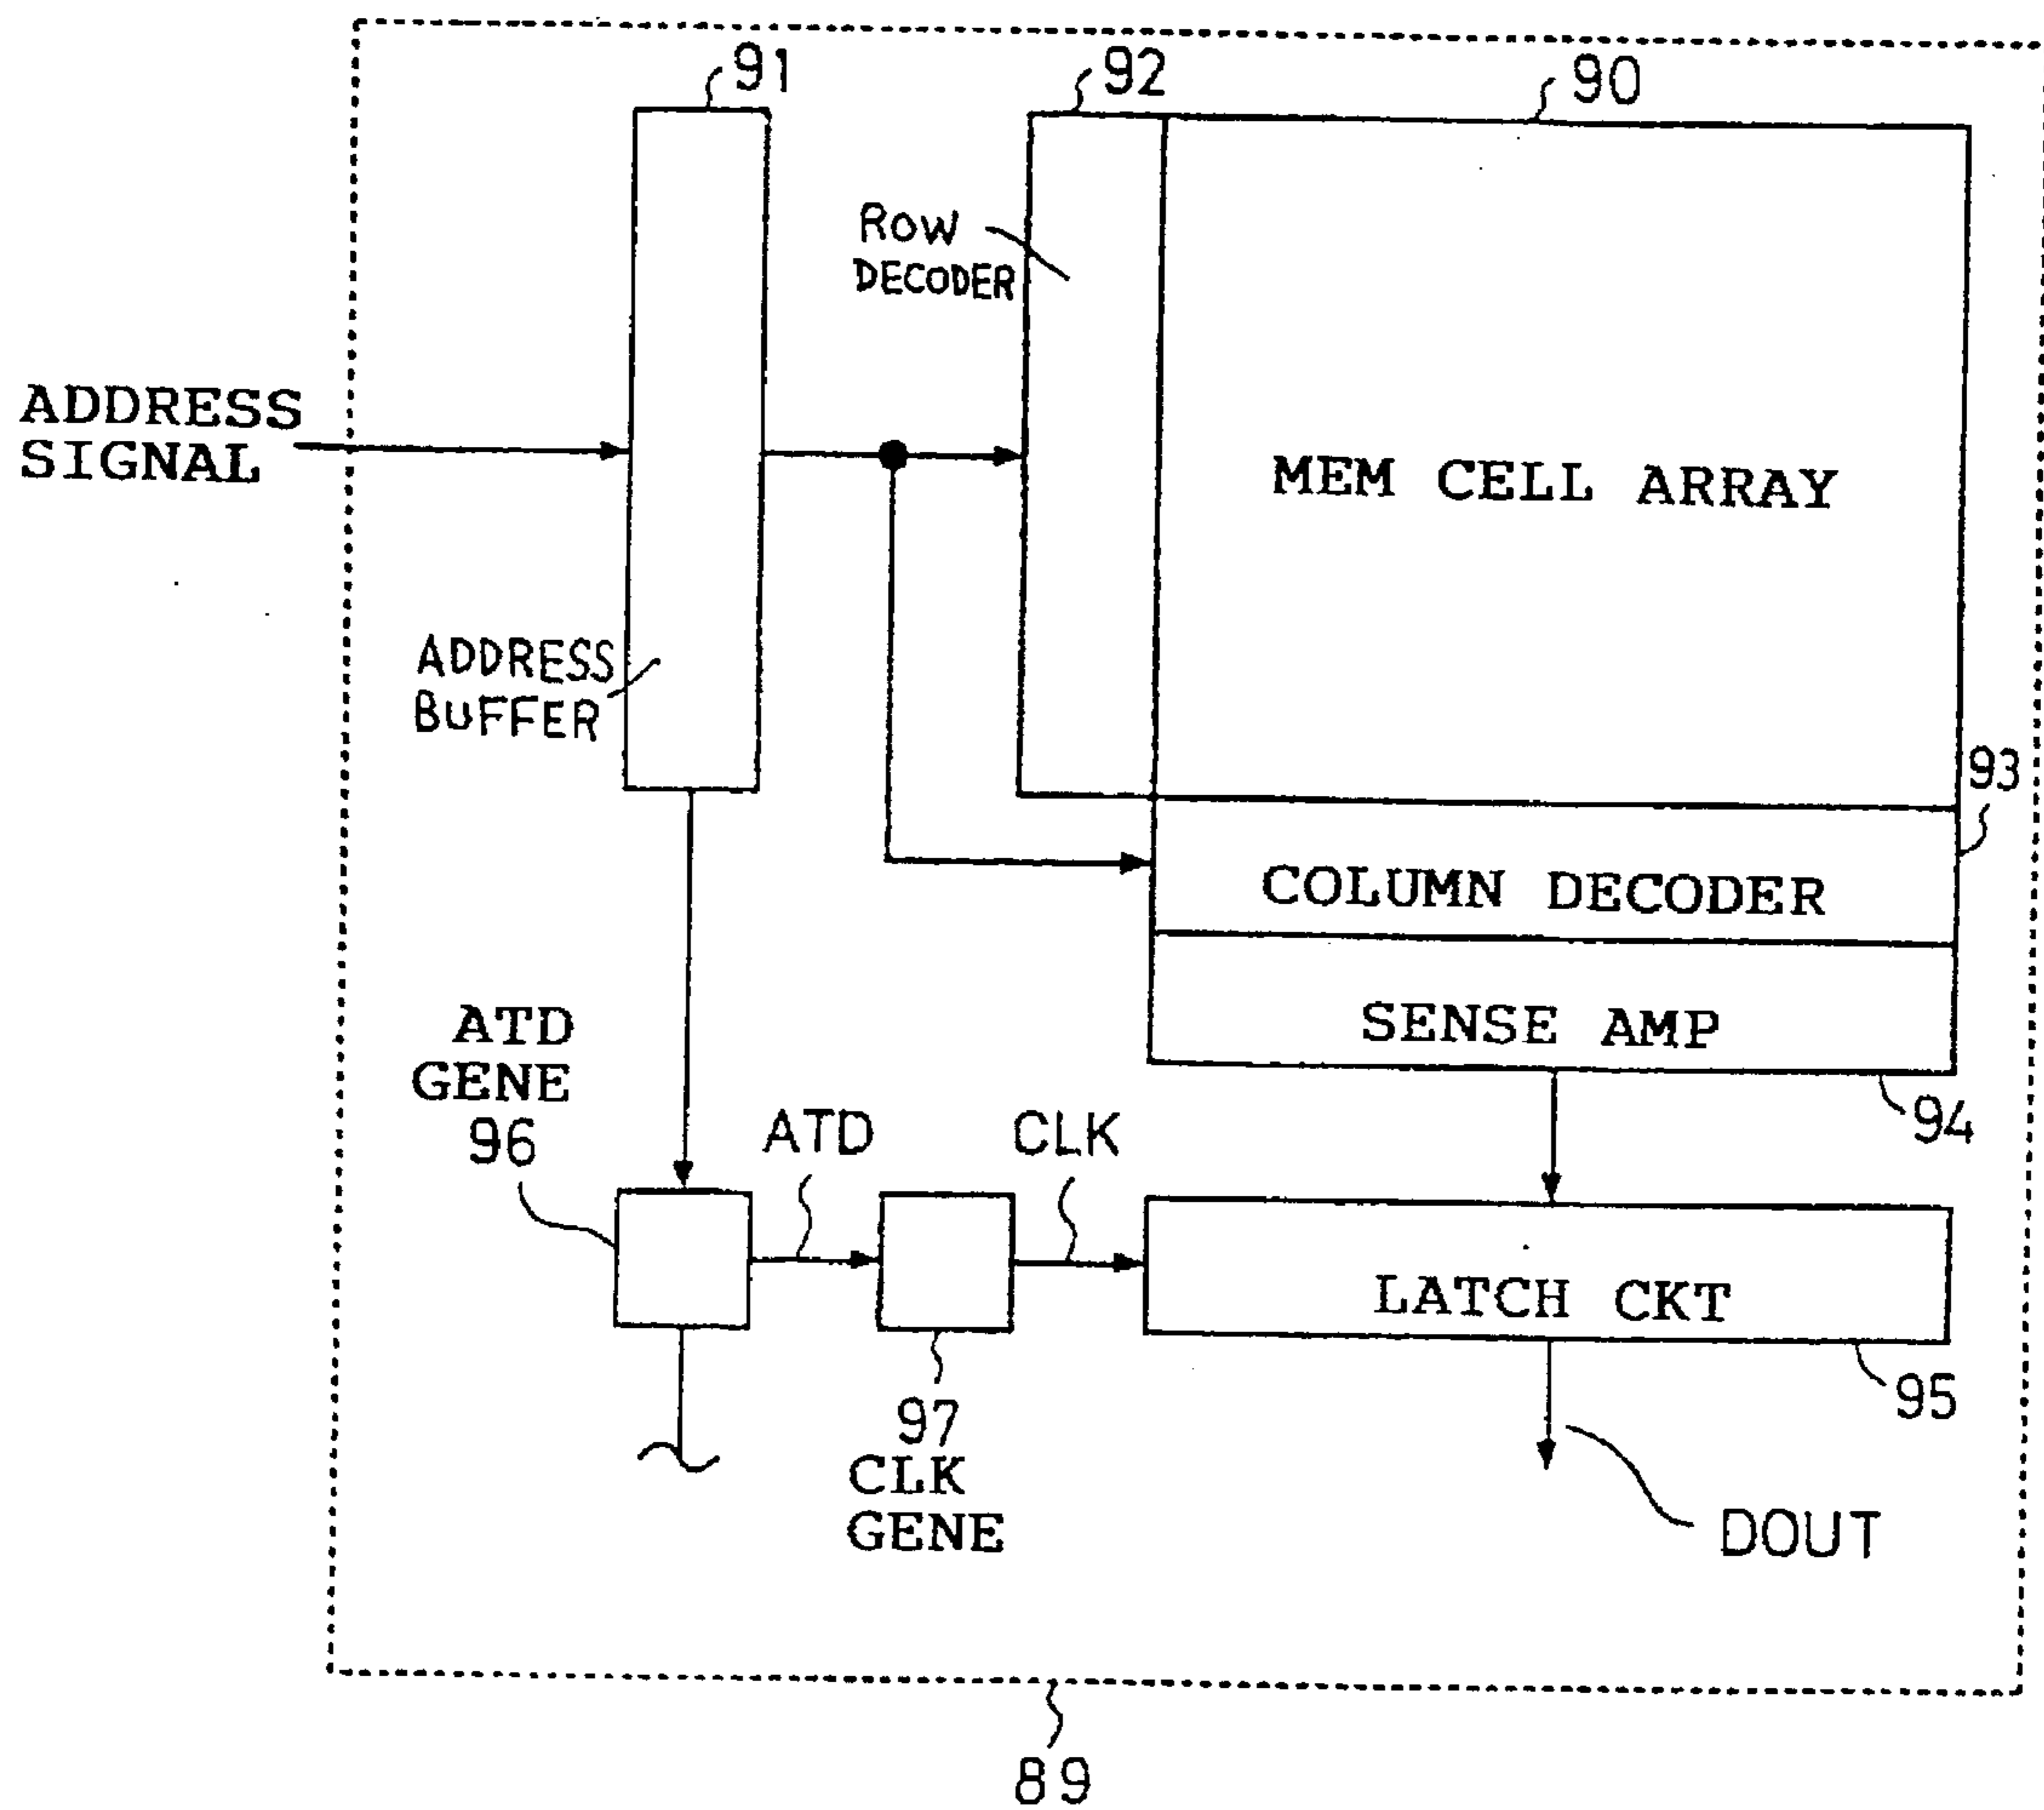 91
92
90
ROW
DECODER
ADDRESS
SIGNAL
MEM CELL ARRAY
ADDRESS
BUFFER
93
COLUMN DECODER
SENSE AMP
94
ATD
GENE
96
ATD
CLK
LATCH CKT
95
97
CLK
GENE
DOUT
89